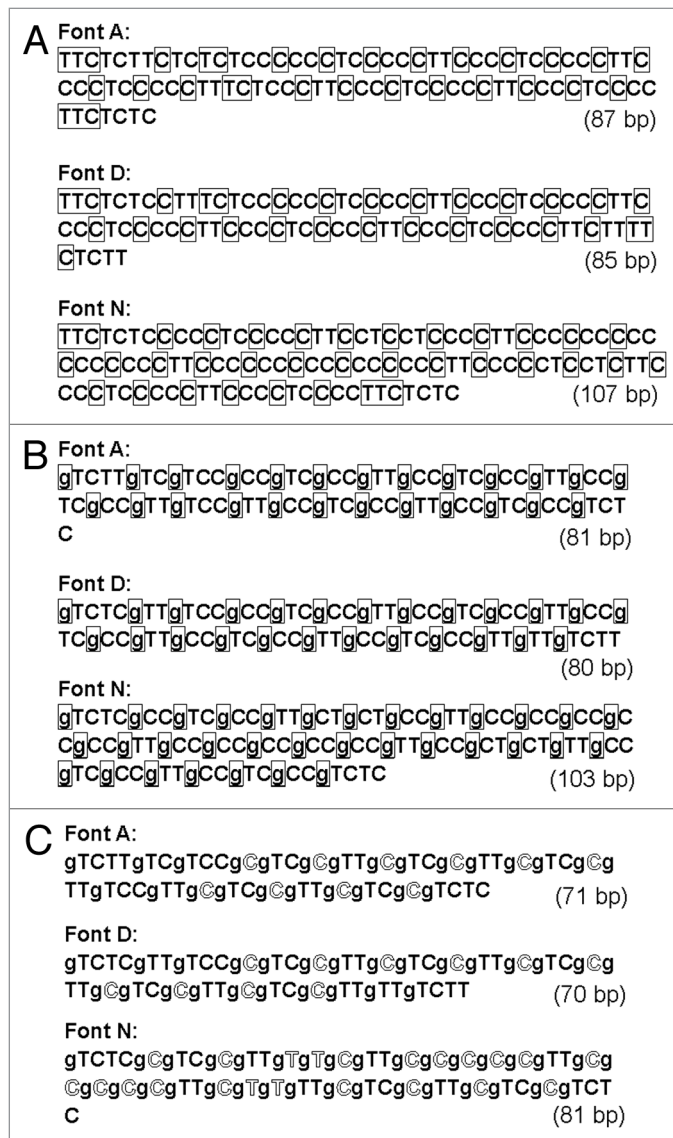 A
Font A:
TTCTCTTCTCTCTCCCCCCTCCCCCTTCCCCTCCCCCTTC
CCCTCCCCCTTTCTCCCTTCCCCTCCCCCTTCCCCTCCCC
TTCTCTC (87 bp)
Font D:
TTCTCTCCTTTCTCCCCCCTCCCCCTTCCCCTCCCCCTTC
CCCTCCCCCTTCCCCTCCCCCTTCCCCTCCCCCTTCTTTT
CTCTT (85 bp)
Font N:
TTCTCTCCCCCTCCCCCTTCCTCCTCCCCTTCCCCCCCCC
CCCCCCCTTCCCCCCCCCCCCCCCCTTCCCCCTCCTCTTC
CCCTCCCCCTTCCCCTCCCCTTCTCTC (107 bp)
B
Font A:
gTCTTgTCgTCCgCCgTCgCCgTTgCCgTCgCCgTTgCCg
TCgCCgTTgTCCgTTgCCgTCgCCgTTgCCgTCgCCgTCT
C (81 bp)
Font D:
gTCTCgTTgTCCgCCgTCgCCgTTgCCgTCgCCgTTgCCg
TCgCCgTTgCCgTCgCCgTTgCCgTCgCCgTTgTTgTCTT
(80 bp)
Font N:
gTCTCgCCgTCgCCgTTgCTgCTgCCgTTgCCgCCgCCgC
CgCCgTTgCCgCCgCCgCCgCCgTTgCCgCTgCTgTTgCC
gTCgCCgTTgCCgTCgCCgTCTC (103 bp)
C
Font A:
gTCTTgTCgTCCgCgTCgCgTTgCgTCgCgTTgCgTCgCg
TTgTCCgTTgCgTCgCgTTgCgTCgCgTCTC (71 bp)
Font D:
gTCTCgTTgTCCgCgTCgCgTTgCgTCgCgTTgCgTCgCg
TTgCgTCgCgTTgCgTCgCgTTgTTgTCTT (70 bp)
Font N:
gTCTCgCgTCgCgTTgTgTgCgTTgCgCgCgCgCgTTgCg
CgCgCgCgTTgCgTgTgTTgCgTCgCgTTgCgTCgCgTCT
C (81 bp)